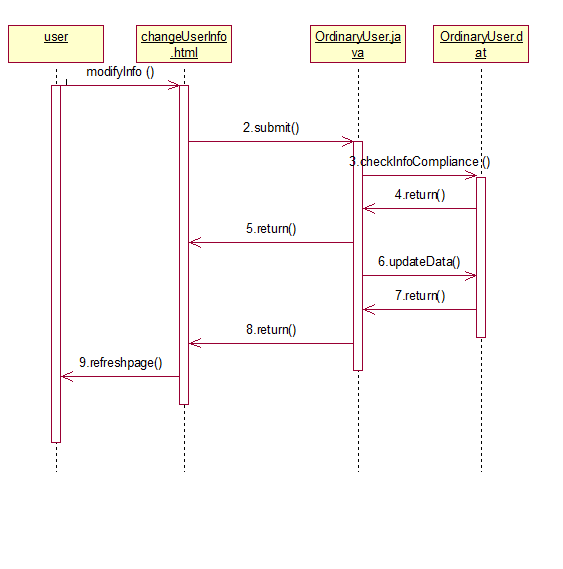 user
changeUserInfo
.html
OrdinaryUser.ja
va
OrdinaryUser.d
at
modifyInfo ()
2.submit()
3.checkInfoCompliance ()
4.return()
5.return()
6.updateData()
7.return()
8.return()
9.refreshpage()